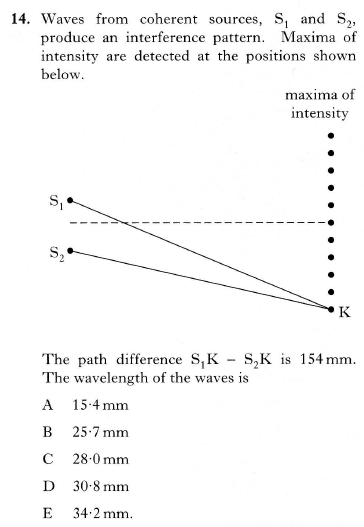 14. Waves from coherent sources, S₁ and S₂,
produce an interference pattern. Maxima of
intensity are detected at the positions shown
below.
maxima of
intensity
S₁
S₂
K
The path difference S₁K – S₂K is 154 mm.
The wavelength of the waves is
A 15·4 mm
B 25·7 mm
C 28·0 mm
D 30·8 mm
E 34·2 mm.